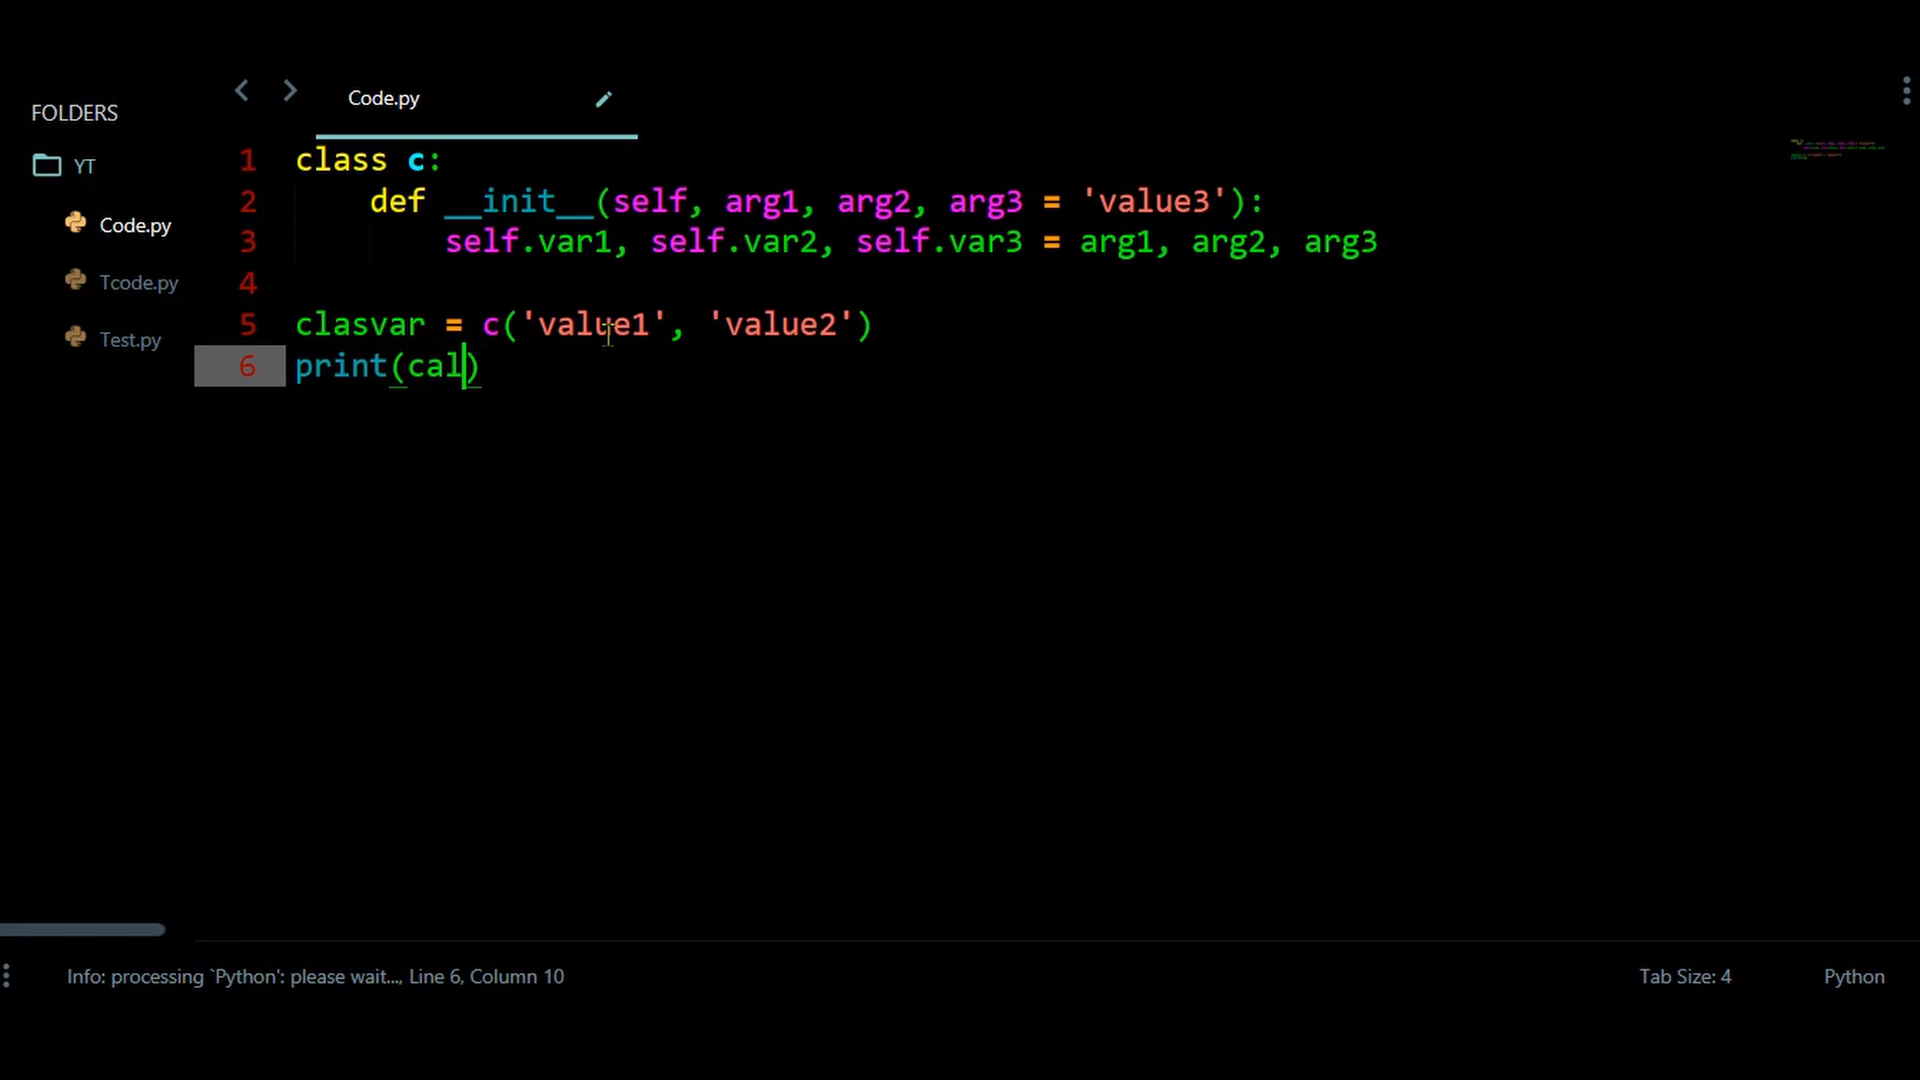 Code.py
FOLDERS
YT
Code.py
Tcode.py
Test.py
1 class c:
2 def __init__(self, arg1, arg2, arg3 = 'value3'):
3 self.var1, self.var2, self.var3 = arg1, arg2, arg3
4
5 clasvar = c('value1', 'value2')
6 print(cal)
Info: processing `Python': please wait..., Line 6, Column 10
Tab Size: 4
Python